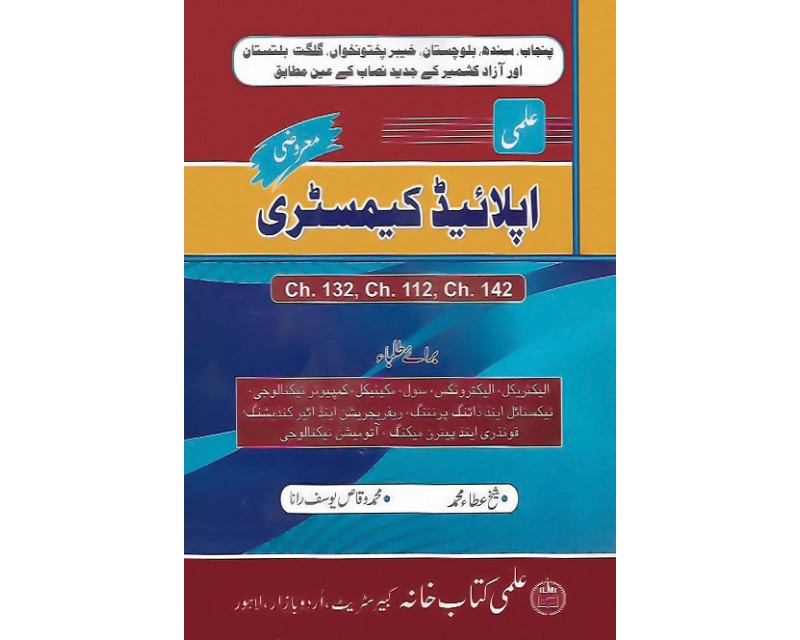 پنجاب، سندھ، بلوچستان، خیبر پختونخواں، گلگت بلتستان
اور آزاد کشمیر کے جدید نصاب کے عین مطابق
علمی
معروضی
اپلائیڈ کیمسٹری
Ch. 132, Ch. 112, Ch. 142
برائے طلباء
الیکٹریکل، الیکٹرونکس، سول، مکینیکل، کمپیوٹر ٹیکنالوجی،
ٹیکسٹائل اینڈ ڈائنگ پرنٹنگ، ریفریجریشن اینڈ ائیر کنڈیشنگ،
فونڈری اینڈ پیٹرن میکنگ، آٹومیشن ٹیکنالوجی
• شیخ عطاء محمد • محمد وقاص یوسف رانا
ILMI
علمی کتاب خانہ کبیر سٹریٹ، اُردو بازار، لاہور